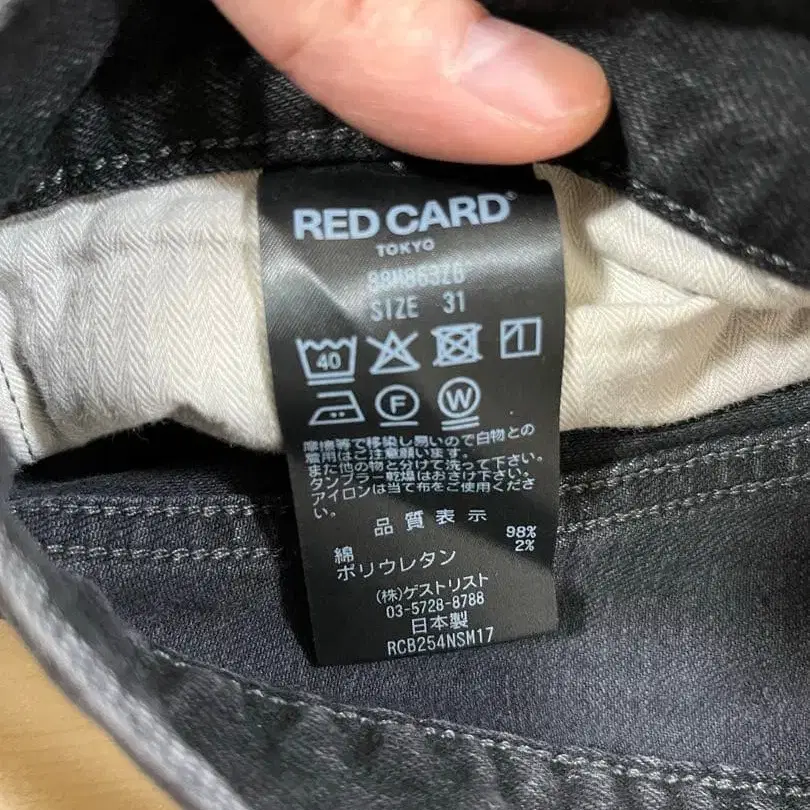 RED CARD®
TOKYO
SIZE 31
40
F
W
摩擦等で移染し易いので白物との
着用はご注意願います。
また他の物と分けて洗って下さい。
タンブラー乾燥はおさけ下さい。
アイロンは当て布をご使用くださ
い。
品質表示
綿 98%
ポリウレタン 2%
(株)ゲストリスト
03-5728-8788
日本製
RCB254NSM17